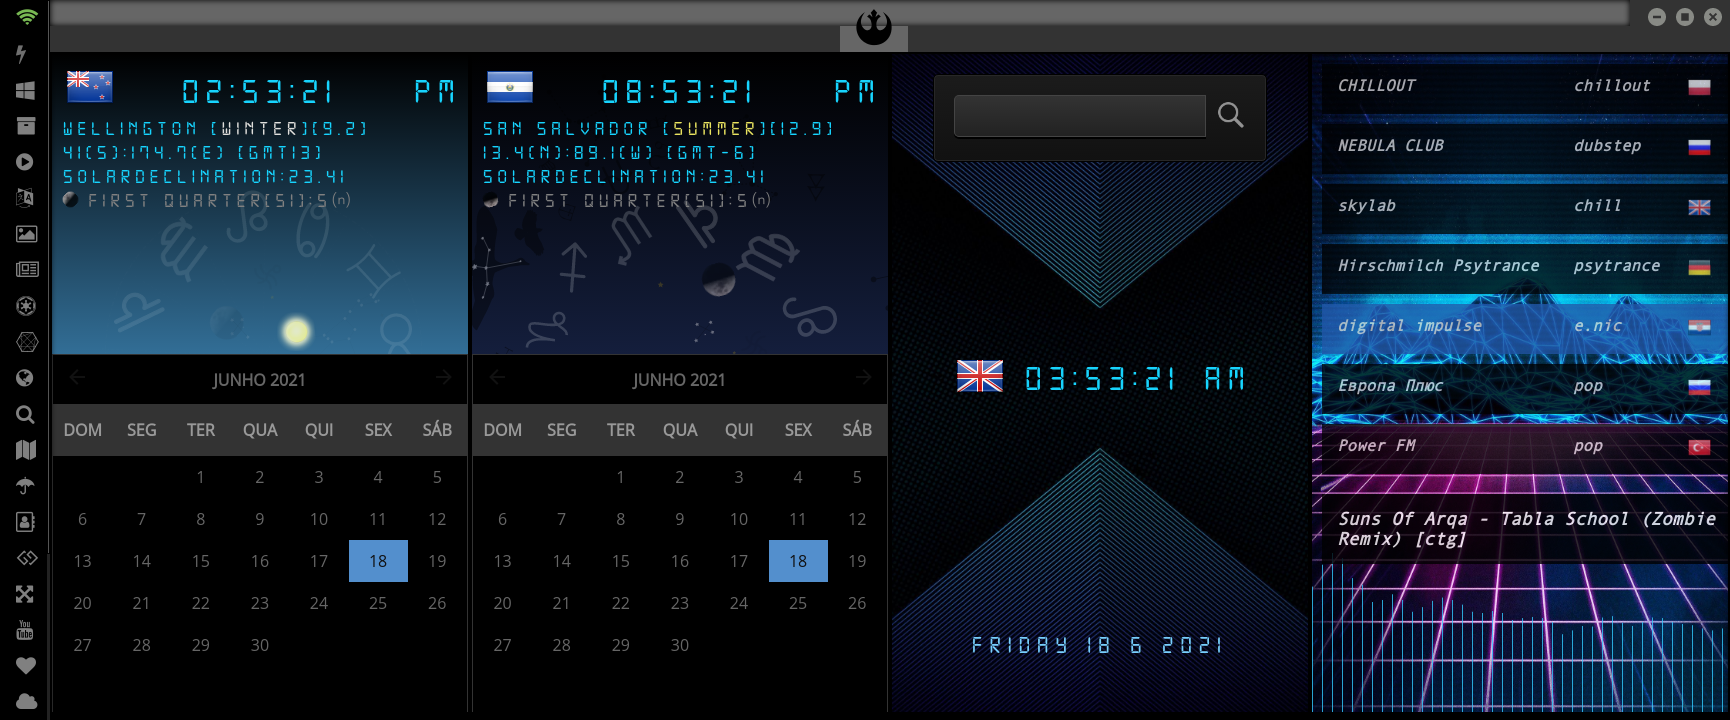 02:53:21 PM
WELLINGTON [WINTER][9.2]
41(S):174.7(E) [GMT13]
SOLARDECLINATION:23.41
FIRST QUARTER[51]:5(n)
JUNHO 2021
DOM SEG TER QUA QUI SEX SÁB
1 2 3 4 5
6 7 8 9 10 11 12
13 14 15 16 17 18 19
20 21 22 23 24 25 26
27 28 29 30
08:53:21 PM
SAN SALVADOR [SUMMER][12.9]
13.4(N):89.1(W) [GMT-6]
SOLARDECLINATION:23.41
FIRST QUARTER[51]:5(n)
JUNHO 2021
DOM SEG TER QUA QUI SEX SÁB
1 2 3 4 5
6 7 8 9 10 11 12
13 14 15 16 17 18 19
20 21 22 23 24 25 26
27 28 29 30
03:53:21 AM
FRIDAY 18 6 2021
CHILLOUT chillout
NEBULA CLUB dubstep
skylab chill
Hirschmilch Psytrance psytrance
digital impulse e.nic
Европа Плюс pop
Power FM pop
Suns Of Arqa - Tabla School (Zombie
Remix) [ctg]
You
Tube